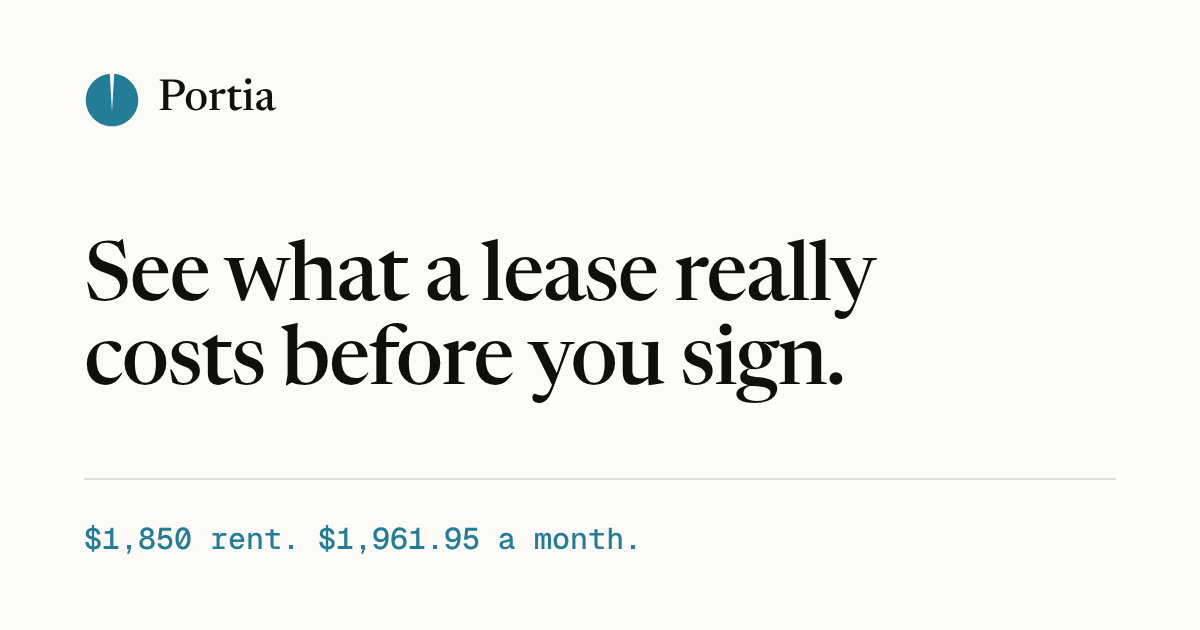 Portia
See what a lease really
costs before you sign.
$1,850 rent. $1,961.95 a month.